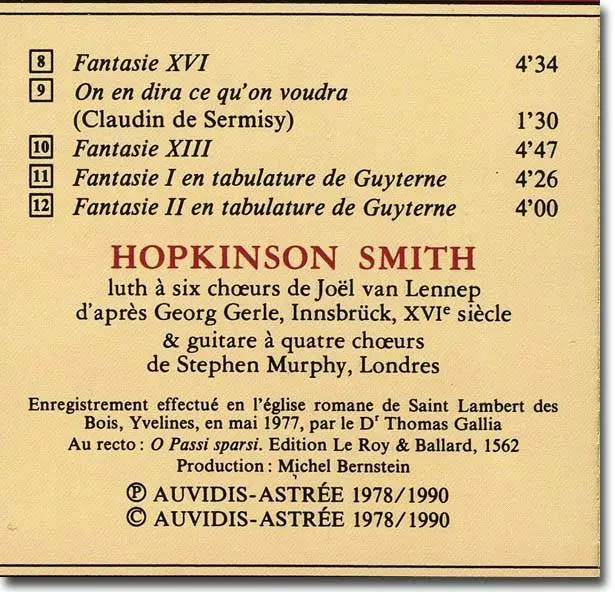 8 Fantasie XVI 4'34
9 On en dira ce qu'on voudra
(Claudin de Sermisy) 1'30
10 Fantasie XIII 4'47
11 Fantasie I en tabulature de Guyterne 4'26
12 Fantasie II en tabulature de Guyterne 4'00
HOPKINSON SMITH
luth à six chœurs de Joël van Lennep
d'après Georg Gerle, Innsbrück, XVIe siècle
& guitare à quatre chœurs
de Stephen Murphy, Londres
Enregistrement effectué en l'église romane de Saint Lambert des
Bois, Yvelines, en mai 1977, par le Dr Thomas Gallia
Au recto : O Passi sparsi. Edition Le Roy & Ballard, 1562
Production : Michel Bernstein
℗ AUVIDIS-ASTRÉE 1978/1990
© AUVIDIS-ASTRÉE 1978/1990